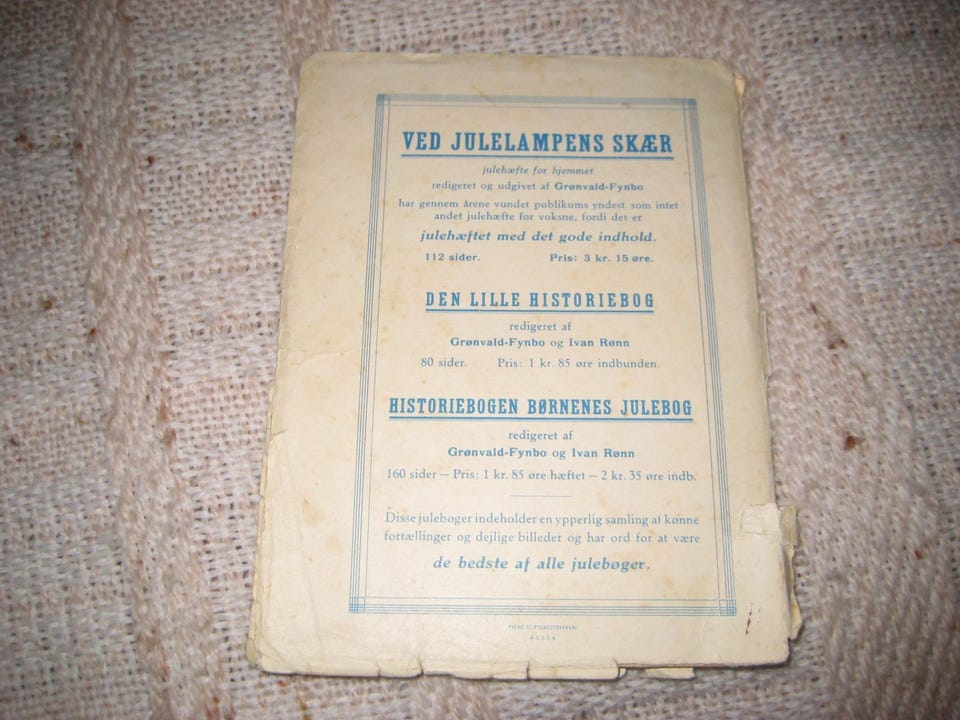 VED JULELAMPENS SKÆR
julehæfte for hjemmet
redigeret og udgivet af Grønvald-Fynbo
har gennem årene vundet publikums yndest som intet
andet julehæfte for voksne, fordi det er
julehæftet med det gode indhold.
112 sider. Pris: 3 kr. 15 øre.
DEN LILLE HISTORIEBOG
redigeret af
Grønvald-Fynbo og Ivan Rønn
80 sider. Pris: 1 kr. 85 øre indbunden.
HISTORIEBOGEN BØRNENES JULEBOG
redigeret af
Grønvald-Fynbo og Ivan Rønn
160 sider — Pris: 1 kr. 85 øre hæftet — 2 kr. 35 øre indb.
Disse julebøger indeholder en ypperlig samling af kønne
fortællinger og dejlige billeder og har ord for at være
de bedste af alle julebøger.